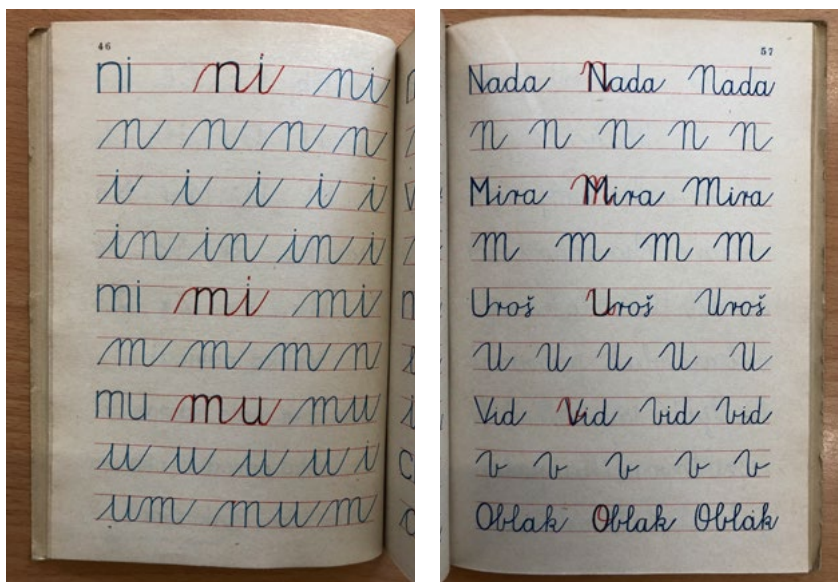 46
ni ni ni
n n n n
i i i i i
in in in i
mi mi mi
m m m n
mu mu mu
u u u u i
um mu m
57
Nada Nada Nada
N N N N N
Mira Mira Mira
M M M M
Uroš Uroš Uroš
U U U U U
Vid Vid Vid Vid
V V V V V
Oblak Oblak Oblak